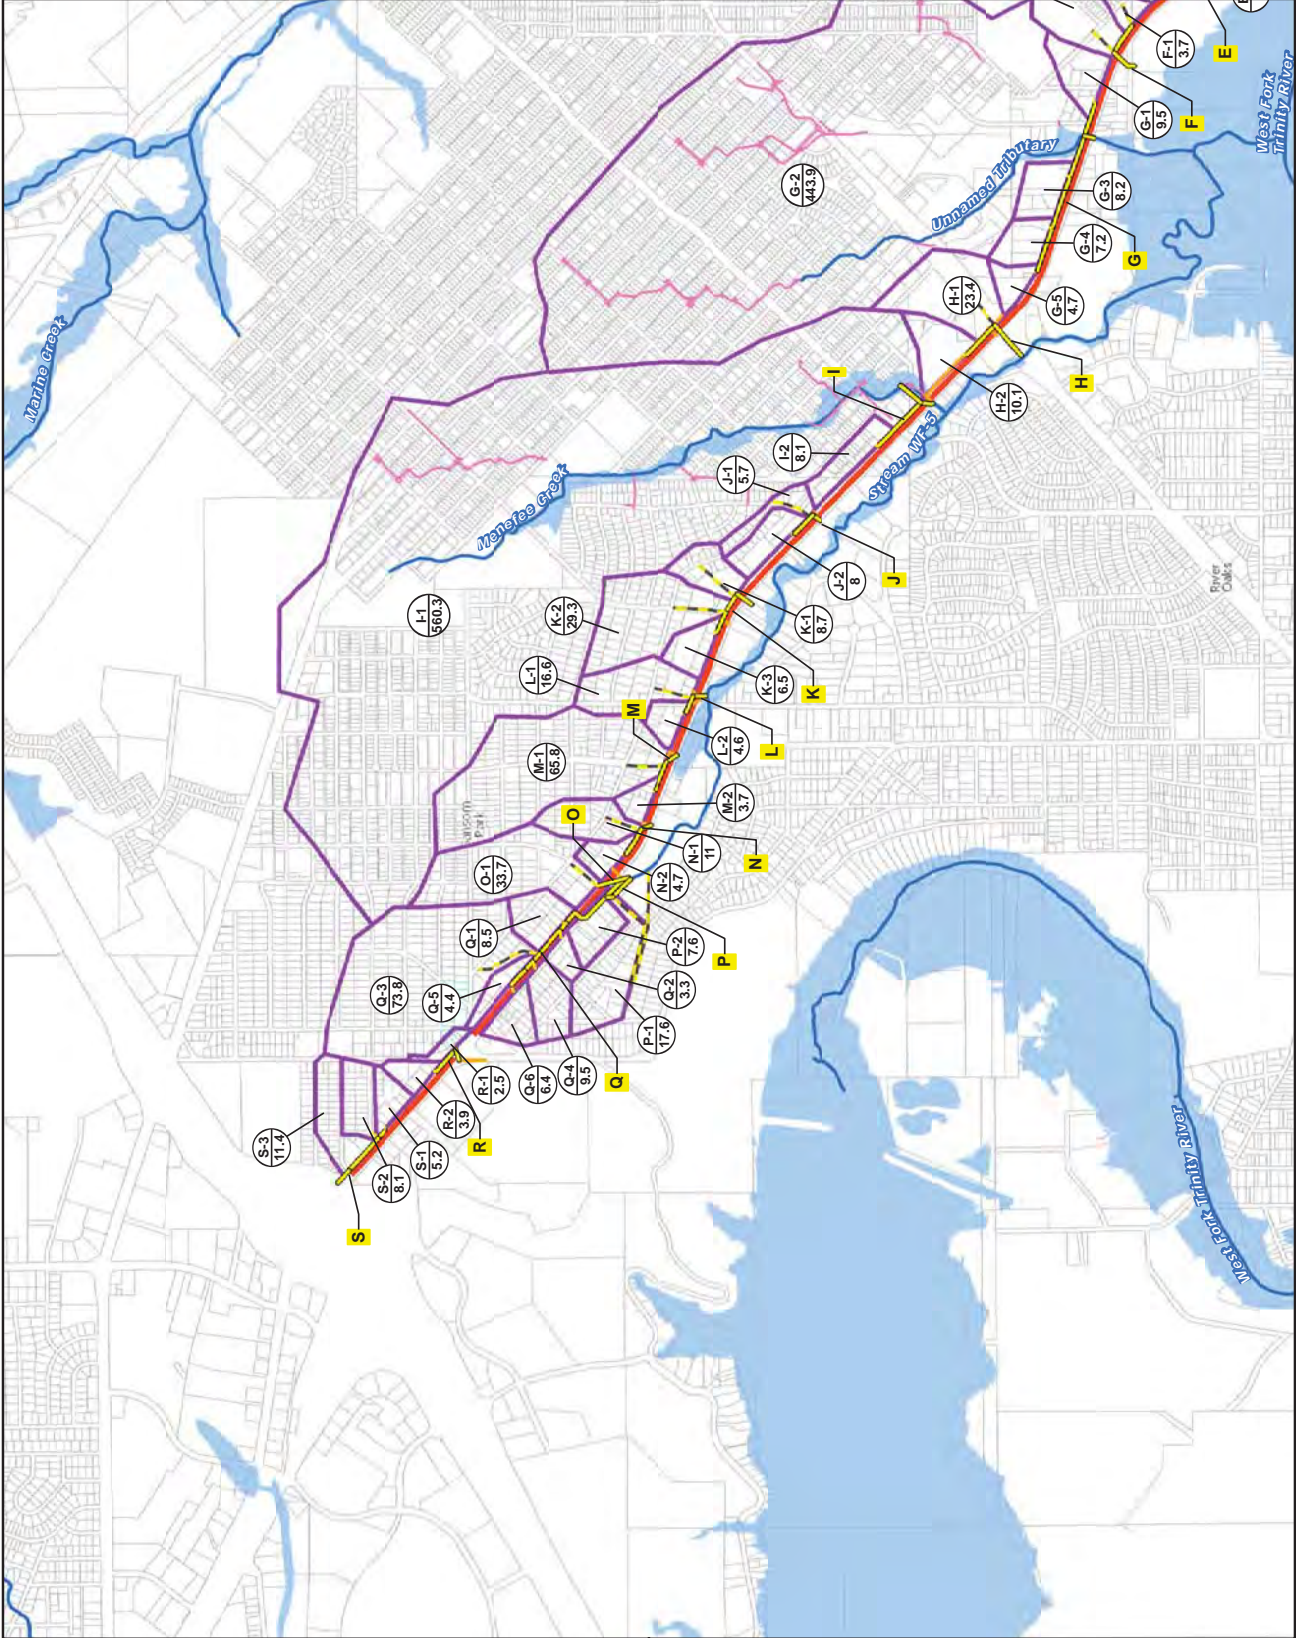 Marine Creek
Menefee Creek
Unnamed Tributary
Stream WF-5
West Fork
Trinity River
West Fork Trinity River
River
Oaks
Park
S-3
11.4
S-2
8.1
S-1
5.2
S
R-2
3.9
R-1
2.5
R
Q-3
73.8
Q-5
4.4
Q-1
8.5
Q-6
6.4
Q-4
9.5
Q-2
3.3
Q
P-1
17.6
P-2
7.6
P
O-1
33.7
O
N-2
4.7
N-1
11
N
M-1
65.8
M-2
3.7
M
L-1
16.6
L-2
4.6
L
K-2
29.3
K-3
6.5
K-1
8.7
K
I-1
560.3
J-1
5.7
J-2
8
J
I-2
8.1
I
H-2
10.1
H-1
23.4
H
G-2
443.9
G-5
4.7
G-4
7.2
G-3
8.2
G
G-1
9.5
F
F-1
3.7
E